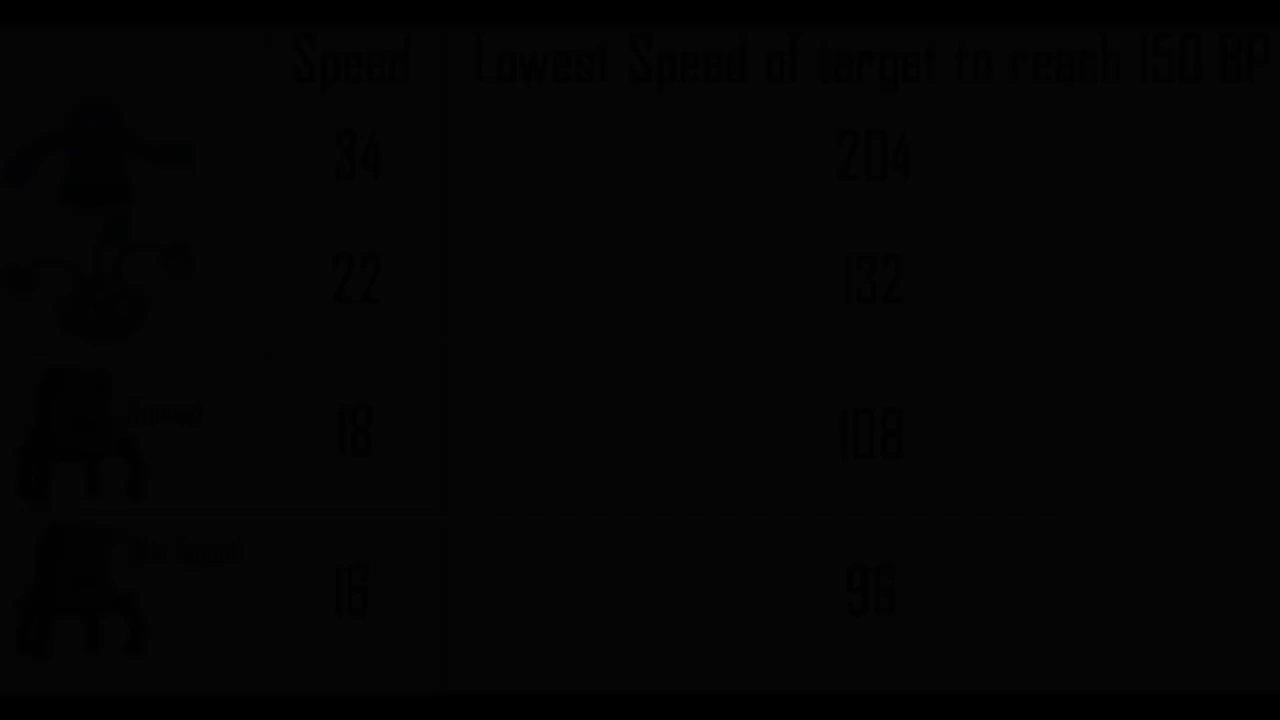 Speed Lowest Speed of target to reach 150 BP
34 204
22 132
18 108
16 96